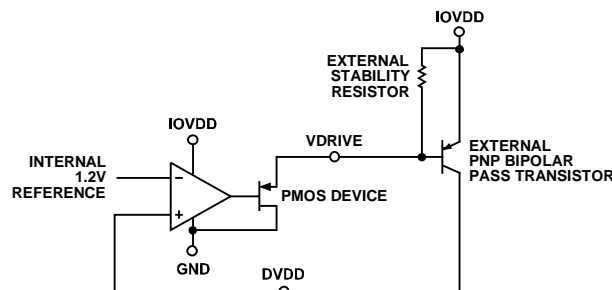 IOVDD
EXTERNAL
STABILITY
RESISTOR
IOVDD
VDRIVE
EXTERNAL
PNP BIPOLAR
PASS TRANSISTOR
INTERNAL
1.2V
REFERENCE
−
+
PMOS DEVICE
GND
DVDD